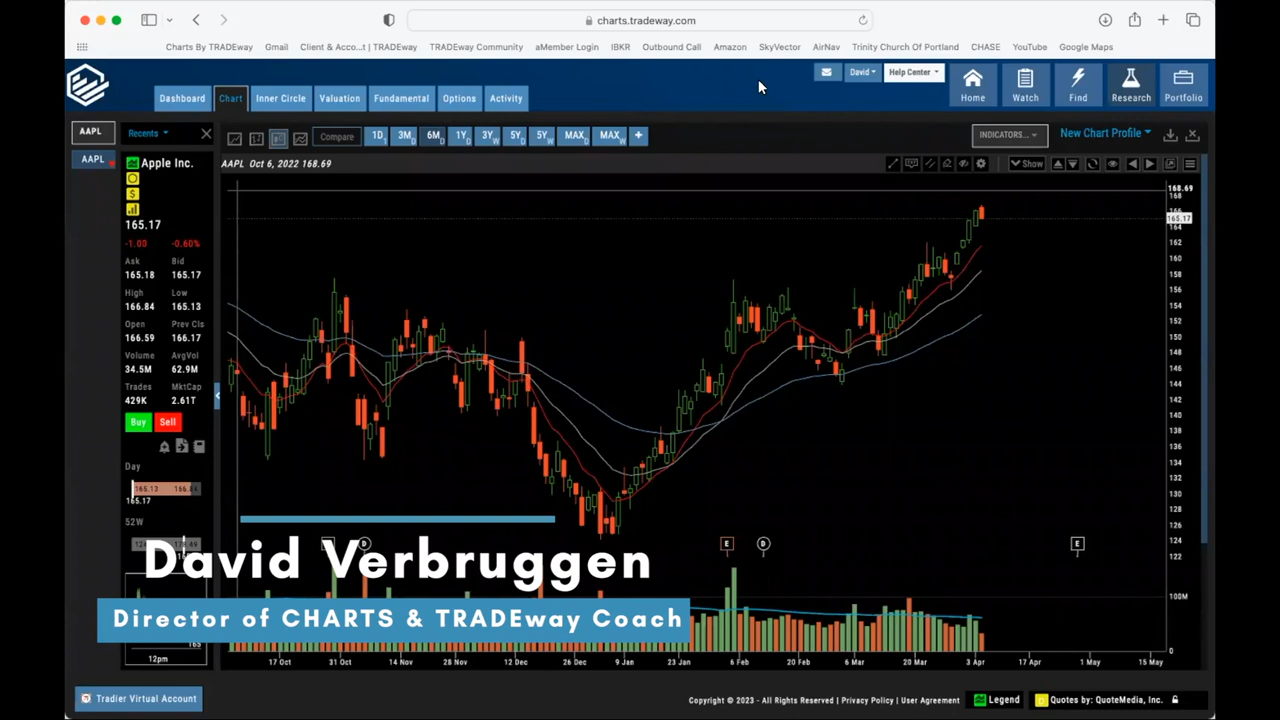 charts.tradeway.com
Charts By TRADEway Gmail Client & Acco...t | TRADEway TRADEway Community aMember Login IBKR Outbound Call Amazon SkyVector AirNav Trinity Church Of Portland CHASE YouTube Google Maps
David Help Center
Home Watch Find Research Portfolio
Dashboard Chart Inner Circle Valuation Fundamental Options Activity
AAPL Recents
Compare 1D 3M D 6M D 1Y D 3Y W 5Y D 5Y W MAX D MAX W +
INDICATORS... New Chart Profile
AAPL
Apple Inc.
AAPL Oct 6, 2022 168.69
Show
$
165.17
-1.00 -0.60%
Ask Bid
165.18 165.17
High Low
166.84 165.13
Open Prev Cls
166.59 166.17
Volume AvgVol
34.5M 62.9M
Trades MktCap
429K 2.61T
Buy Sell
Day
165.13 166.84
165.17
52W
168.69
168
165.17
164
162
160
158
156
154
152
150
148
146
144
142
140
138
136
134
132
130
128
126
124
122
100M
0
D E D E
David Verbruggen
Director of CHARTS & TRADEway Coach
165
12pm
17 Oct 31 Oct 14 Nov 28 Nov 12 Dec 26 Dec 9 Jan 23 Jan 6 Feb 20 Feb 6 Mar 20 Mar 3 Apr 17 Apr 1 May 15 May
Tradier Virtual Account
Copyright © 2023 - All Rights Reserved | Privacy Policy | User Agreement
Legend
D Quotes by: QuoteMedia, Inc.